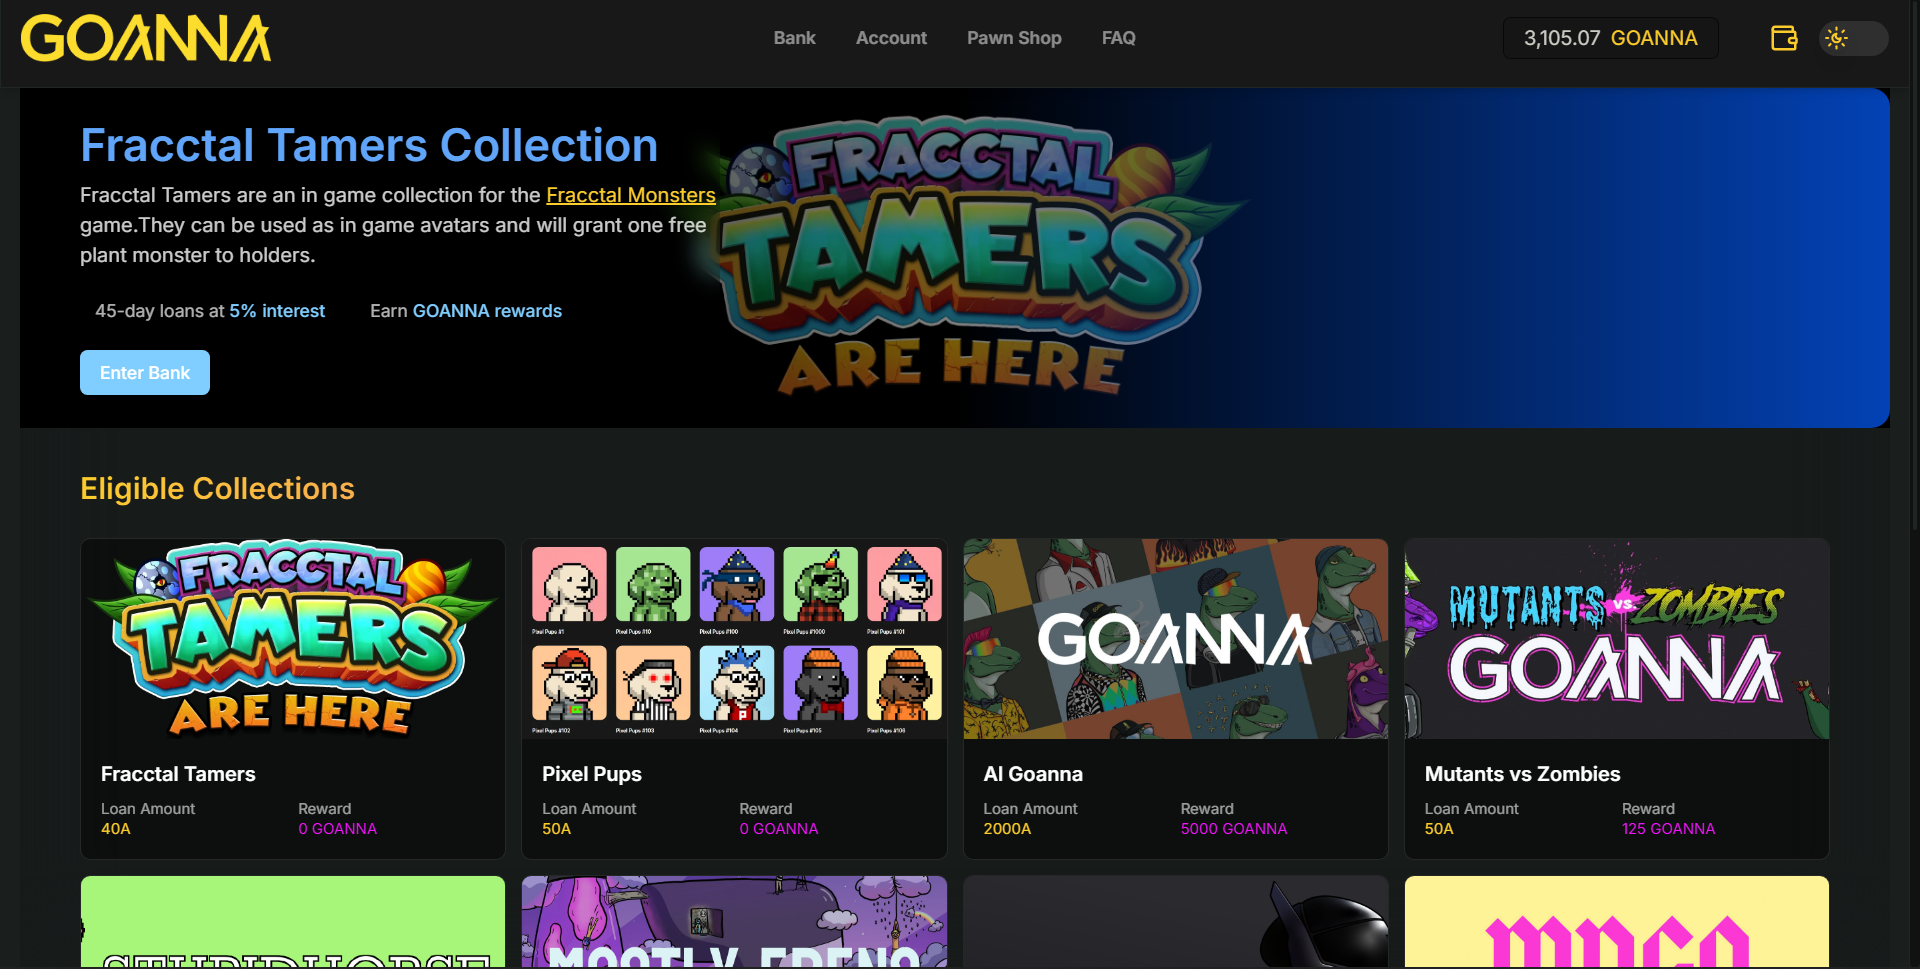 GOANNA
Bank
Account
Pawn Shop
FAQ
3,105.07 GOANNA
Fracctal Tamers Collection
Fracctal Tamers are an in game collection for the Fracctal Monsters
game.They can be used as in game avatars and will grant one free
plant monster to holders.
45-day loans at 5% interest
Earn GOANNA rewards
Enter Bank
FRACCTAL
TAMERS
ARE HERE
Eligible Collections
FRACCTAL
TAMERS
ARE HERE
Fracctal Tamers
Loan Amount
Reward
40A
0 GOANNA
Pixel Pups #1
Pixel Pups #10
Pixel Pups #100
Pixel Pups #1000
Pixel Pups #101
Pixel Pups #102
Pixel Pups #103
Pixel Pups #104
Pixel Pups #105
Pixel Pups #106
Pixel Pups
Loan Amount
Reward
50A
0 GOANNA
GOANNA
Al Goanna
Loan Amount
Reward
2000A
5000 GOANNA
MUTANTS VS. ZOMBIES
GOANNA
Mutants vs Zombies
Loan Amount
Reward
50A
125 GOANNA
STUPIDHORSE
MOSTLY FRENS